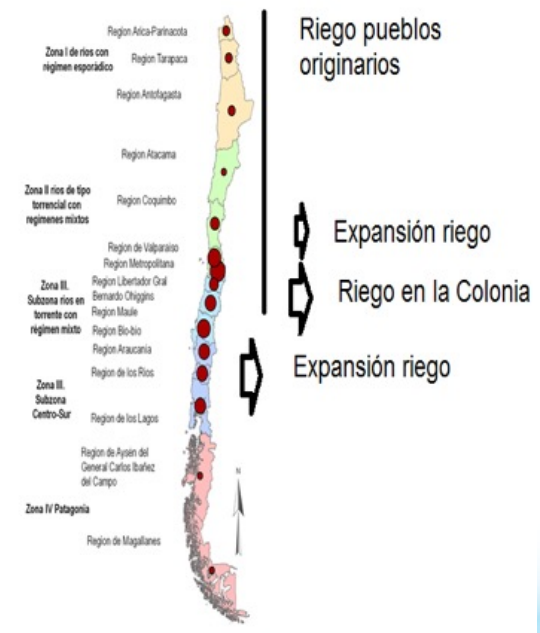 Region Arica-Parinacota
Zona I de rios con
régimen esporádico
Region Tarapaca
Region Antofagasta
Region Atacama
Zona II rios de tipo
torrencial con
regimenes mixtos
Region Coquimbo
Region de Valparaiso
Region Metropolitana
Zona III.
Subzona rios en
torrente con
régimen mixto
Region Libertador Gral
Bernardo Ohiggins
Region Maule
Region Bio-bio
Region Araucania
Region de los Rios
Zona III.
Subzona
Centro-Sur
Region de los Lagos
Region de Aysén del
General Carlos Ibañez
del Campo
Zona IV Patagonia
Region de Magallanes
N
Riego pueblos
originarios
Expansión riego
Riego en la Colonia
Expansión riego